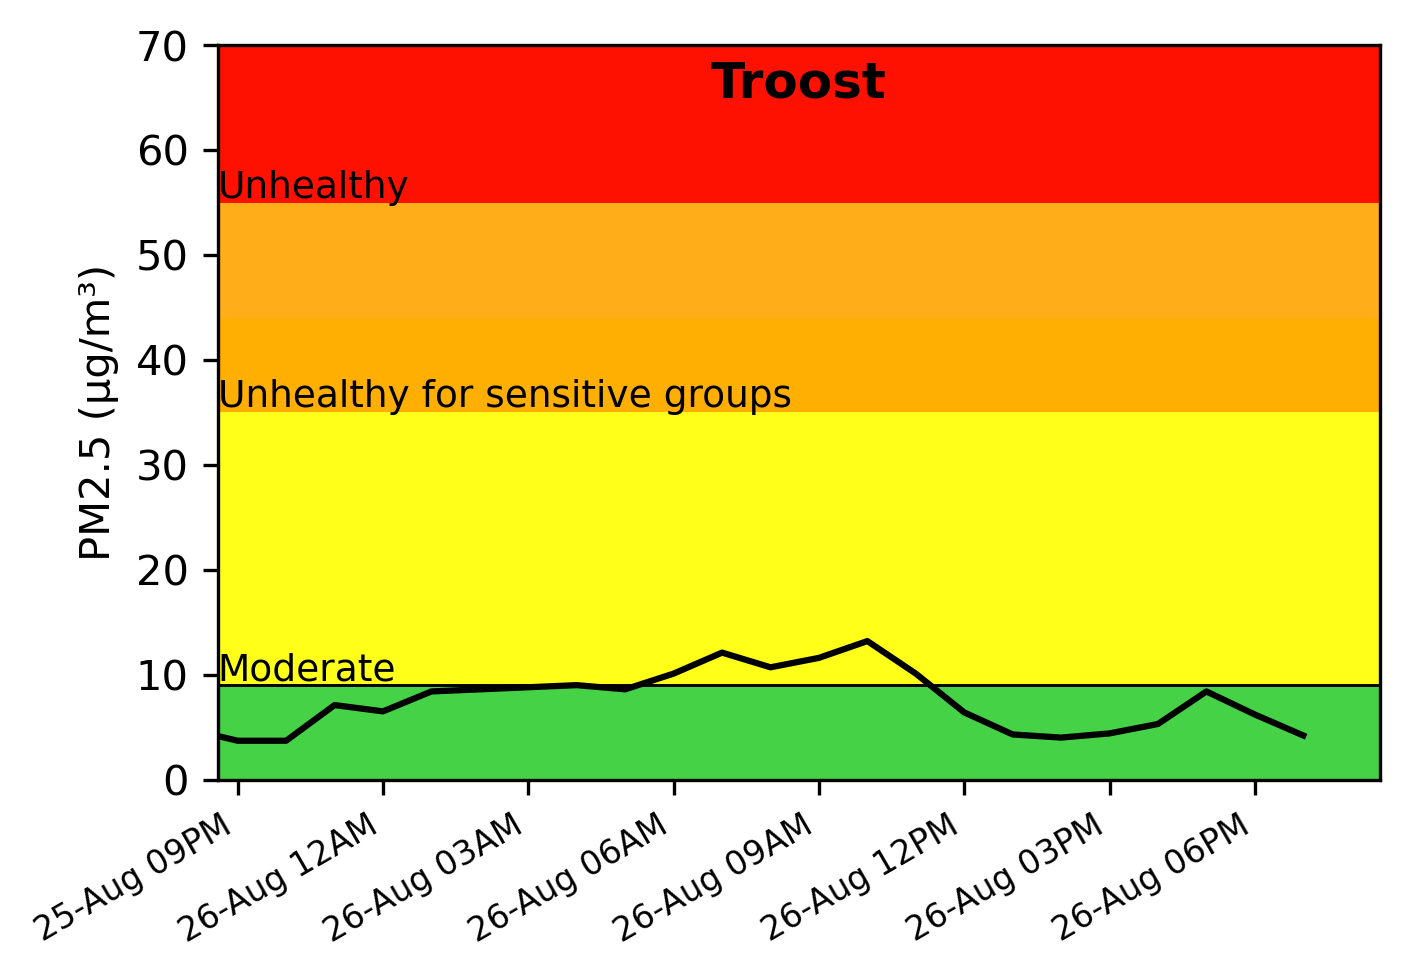 Troost
70
60
50
40
30
20
10
0
PM2.5 (µg/m³)
Unhealthy
Unhealthy for sensitive groups
Moderate
25-Aug 09PM
26-Aug 12AM
26-Aug 03AM
26-Aug 06AM
26-Aug 09AM
26-Aug 12PM
26-Aug 03PM
26-Aug 06PM